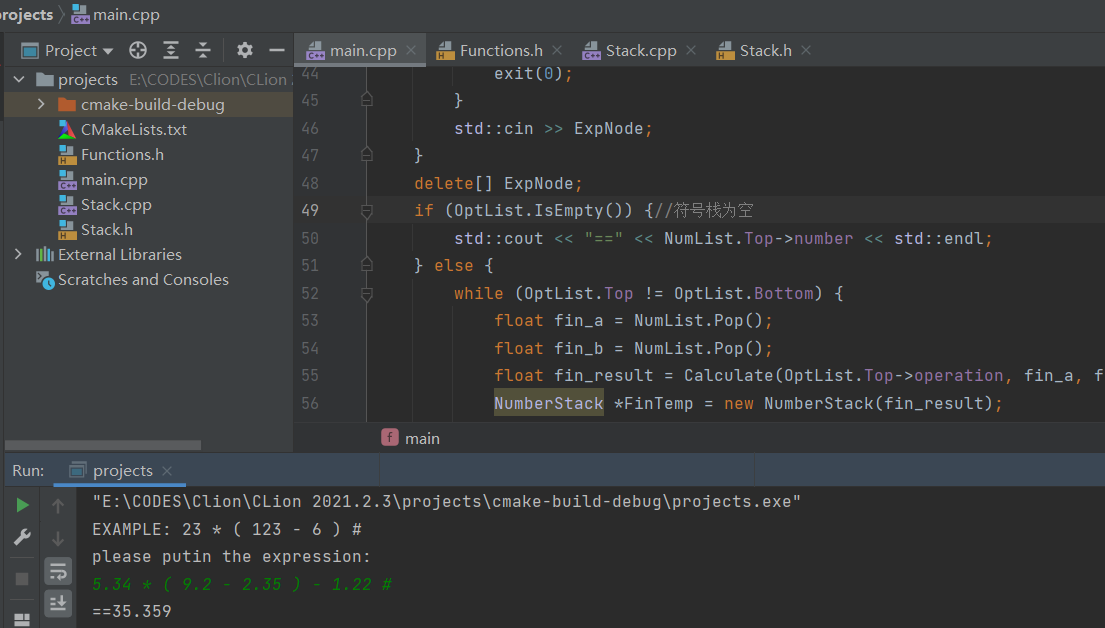 rojects main.cpp
Project
main.cpp Functions.h Stack.cpp Stack.h
projects E:\CODES\Clion\CLion
cmake-build-debug
CMakeLists.txt
Functions.h
main.cpp
Stack.cpp
Stack.h
External Libraries
Scratches and Consoles
44 exit(0);
45 }
46 std::cin >> ExpNode;
47 }
48 delete[] ExpNode;
49 if (OptList.IsEmpty()) {//符号栈为空
50 std::cout << "==" << NumList.Top->number << std::endl;
51 } else {
52 while (OptList.Top != OptList.Bottom) {
53 float fin_a = NumList.Pop();
54 float fin_b = NumList.Pop();
55 float fin_result = Calculate(OptList.Top->operation, fin_a, f
56 NumberStack *FinTemp = new NumberStack(fin_result);
f main
Run: projects
"E:\CODES\Clion\CLion 2021.2.3\projects\cmake-build-debug\projects.exe"
EXAMPLE: 23 * ( 123 - 6 ) #
please putin the expression:
5.34 * ( 9.2 - 2.35 ) - 1.22 #
==35.359